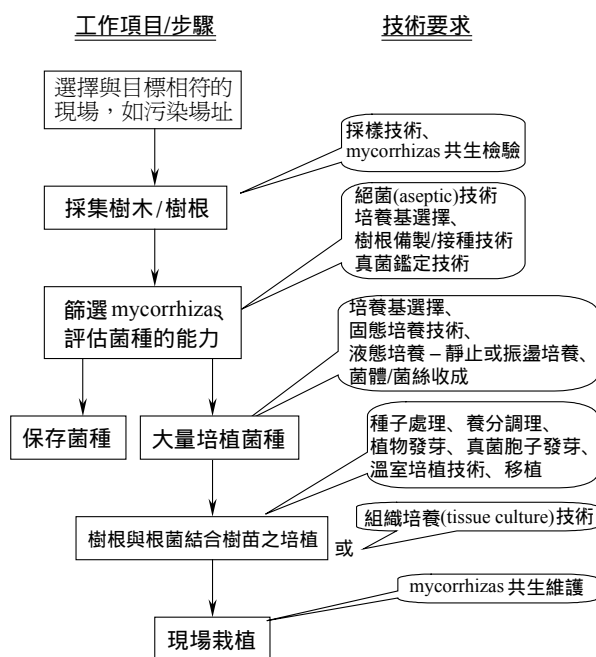 工作項目/步驟
技術要求
選擇與目標相符的
現場，如污染場址
採樣技術、
mycorrhizas 共生檢驗
採集樹木/樹根
絕菌(aseptic)技術
培養基選擇、
樹根備製/接種技術
真菌鑑定技術
篩選 mycorrhizas、
評估菌種的能力
培養基選擇、
固態培養技術、
液態培養 – 靜止或振盪培養、
菌體/菌絲收成
保存菌種
大量培植菌種
種子處理、養分調理、
植物發芽、真菌胞子發芽、
溫室培植技術、移植
樹根與根菌結合樹苗之培植
或
組織培養(tissue culture)技術
mycorrhizas 共生維護
現場栽植